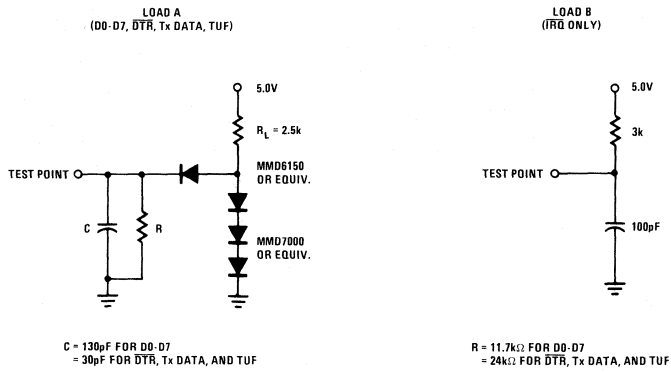 LOAD A
(D0-D7, DTR, Tx DATA, TUF)
5.0V
R_L = 2.5k
TEST POINT
MMD6150
OR EQUIV.
C
R
MMD7000
OR EQUIV.
C = 130pF FOR D0-D7
= 30pF FOR DTR, Tx DATA, AND TUF
LOAD B
(IRQ ONLY)
5.0V
3k
TEST POINT
100pF
R = 11.7kΩ FOR D0-D7
= 24kΩ FOR DTR, Tx DATA, AND TUF